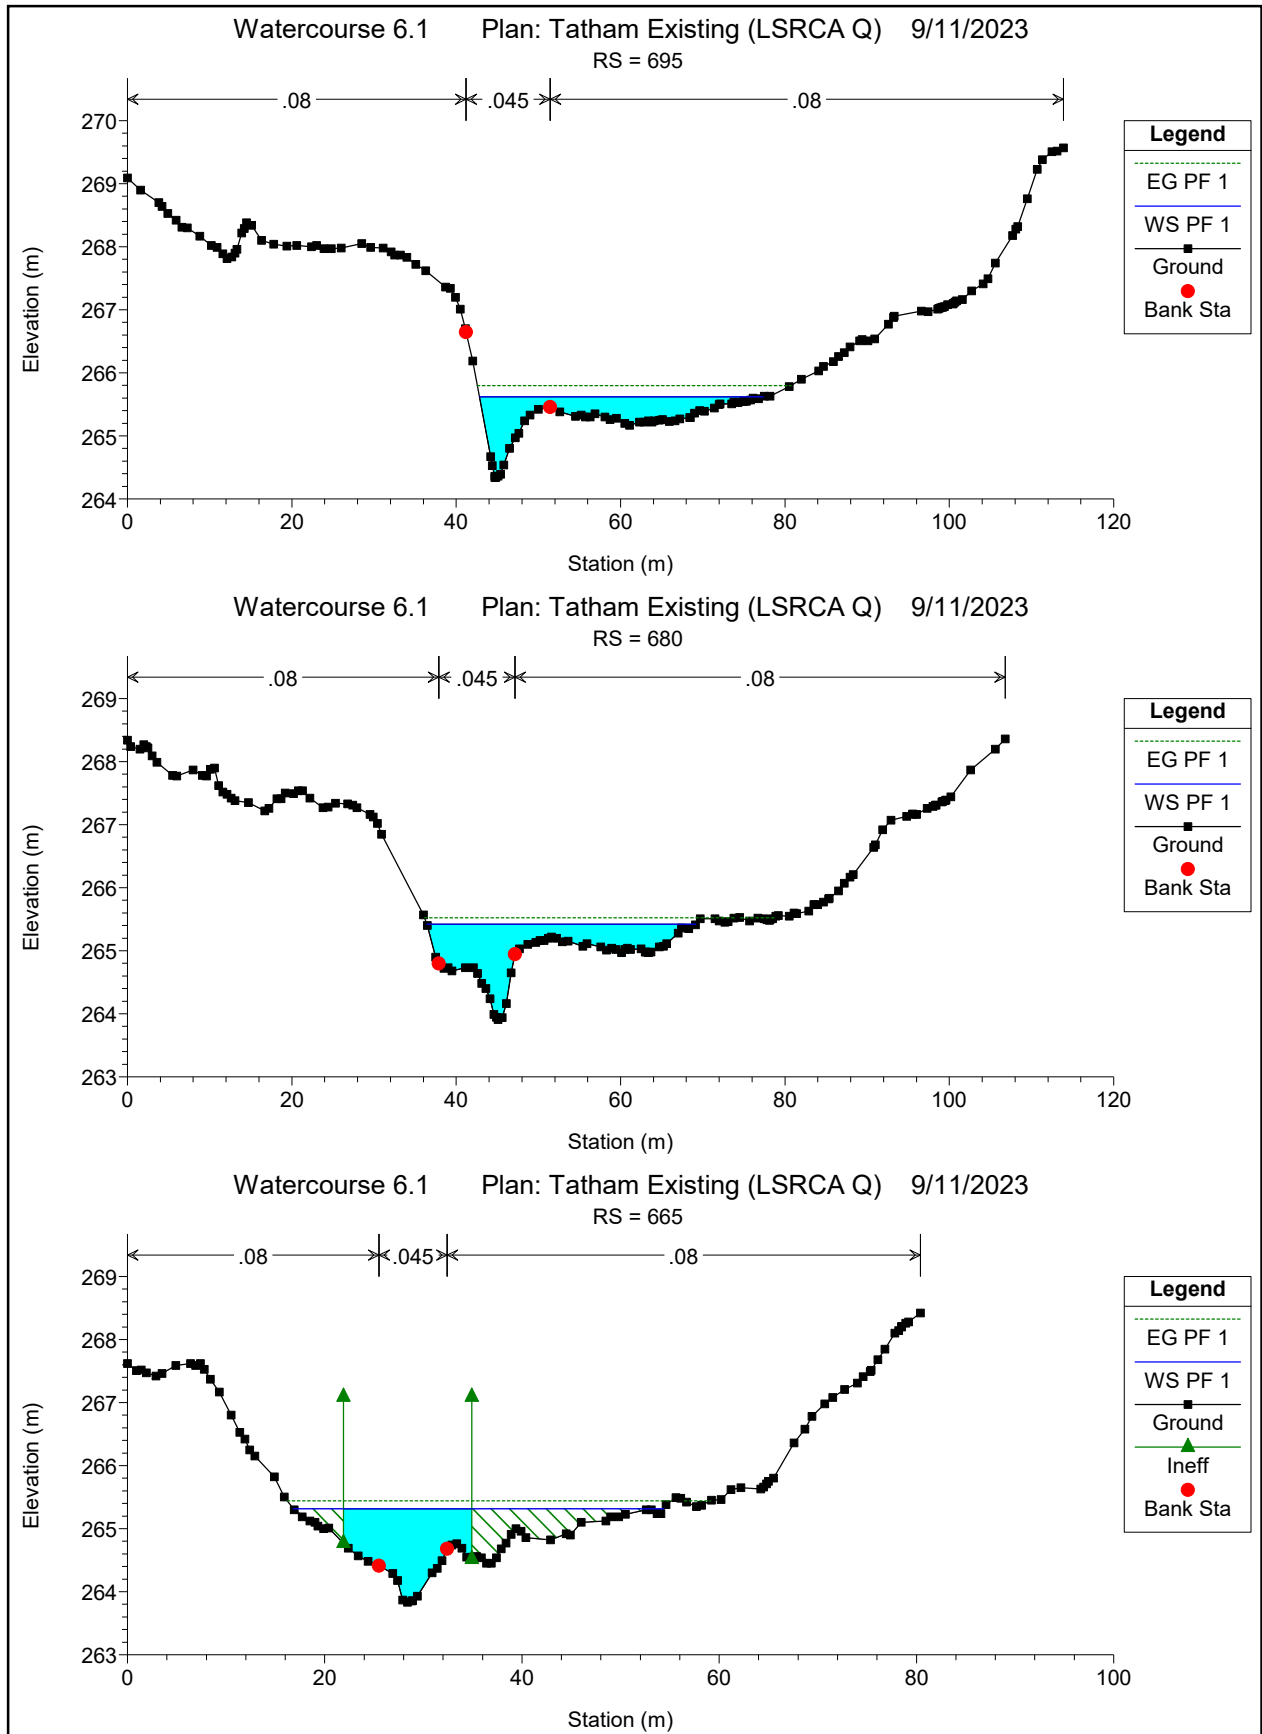 Watercourse 6.1 Plan: Tatham Existing (LSRCA Q) 9/11/2023
RS = 695
.08 .045 .08
270
269
268
267
266
265
264
Elevation (m)
0 20 40 60 80 100 120
Station (m)
Legend
EG PF 1
WS PF 1
Ground
Bank Sta
Watercourse 6.1 Plan: Tatham Existing (LSRCA Q) 9/11/2023
RS = 680
.08 .045 .08
269
268
267
266
265
264
263
Elevation (m)
0 20 40 60 80 100 120
Station (m)
Legend
EG PF 1
WS PF 1
Ground
Bank Sta
Watercourse 6.1 Plan: Tatham Existing (LSRCA Q) 9/11/2023
RS = 665
.08 .045 .08
269
268
267
266
265
264
263
Elevation (m)
0 20 40 60 80 100
Station (m)
Legend
EG PF 1
WS PF 1
Ground
Ineff
Bank Sta